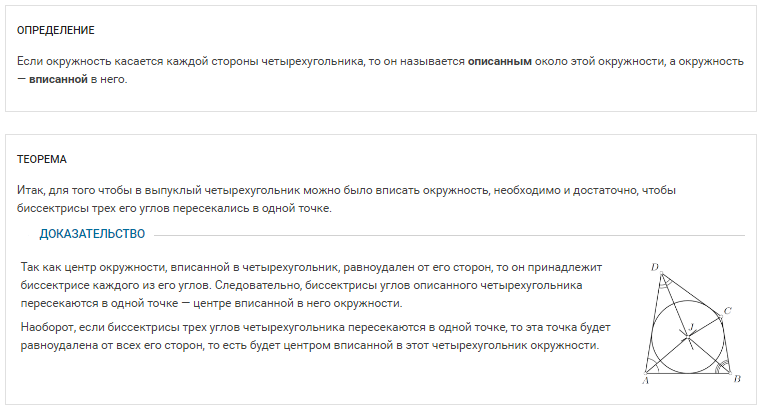 ОПРЕДЕЛЕНИЕ
Если окружность касается каждой стороны четырехугольника, то он называется описанным около этой окружности, а окружность
— вписанной в него.
ТЕОРЕМА
Итак, для того чтобы в выпуклый четырехугольник можно было вписать окружность, необходимо и достаточно, чтобы
биссектрисы трех его углов пересекались в одной точке.
ДОКАЗАТЕЛЬСТВО
Так как центр окружности, вписанной в четырехугольник, равноудален от его сторон, то он принадлежит
биссектрисе каждого из его углов. Следовательно, биссектрисы углов описанного четырехугольника
пересекаются в одной точке — центре вписанной в него окружности.
Наоборот, если биссектрисы трех углов четырехугольника пересекаются в одной точке, то эта точка будет
равноудалена от всех его сторон, то есть будет центром вписанной в этот четырехугольник окружности.
D
C
J
A
B